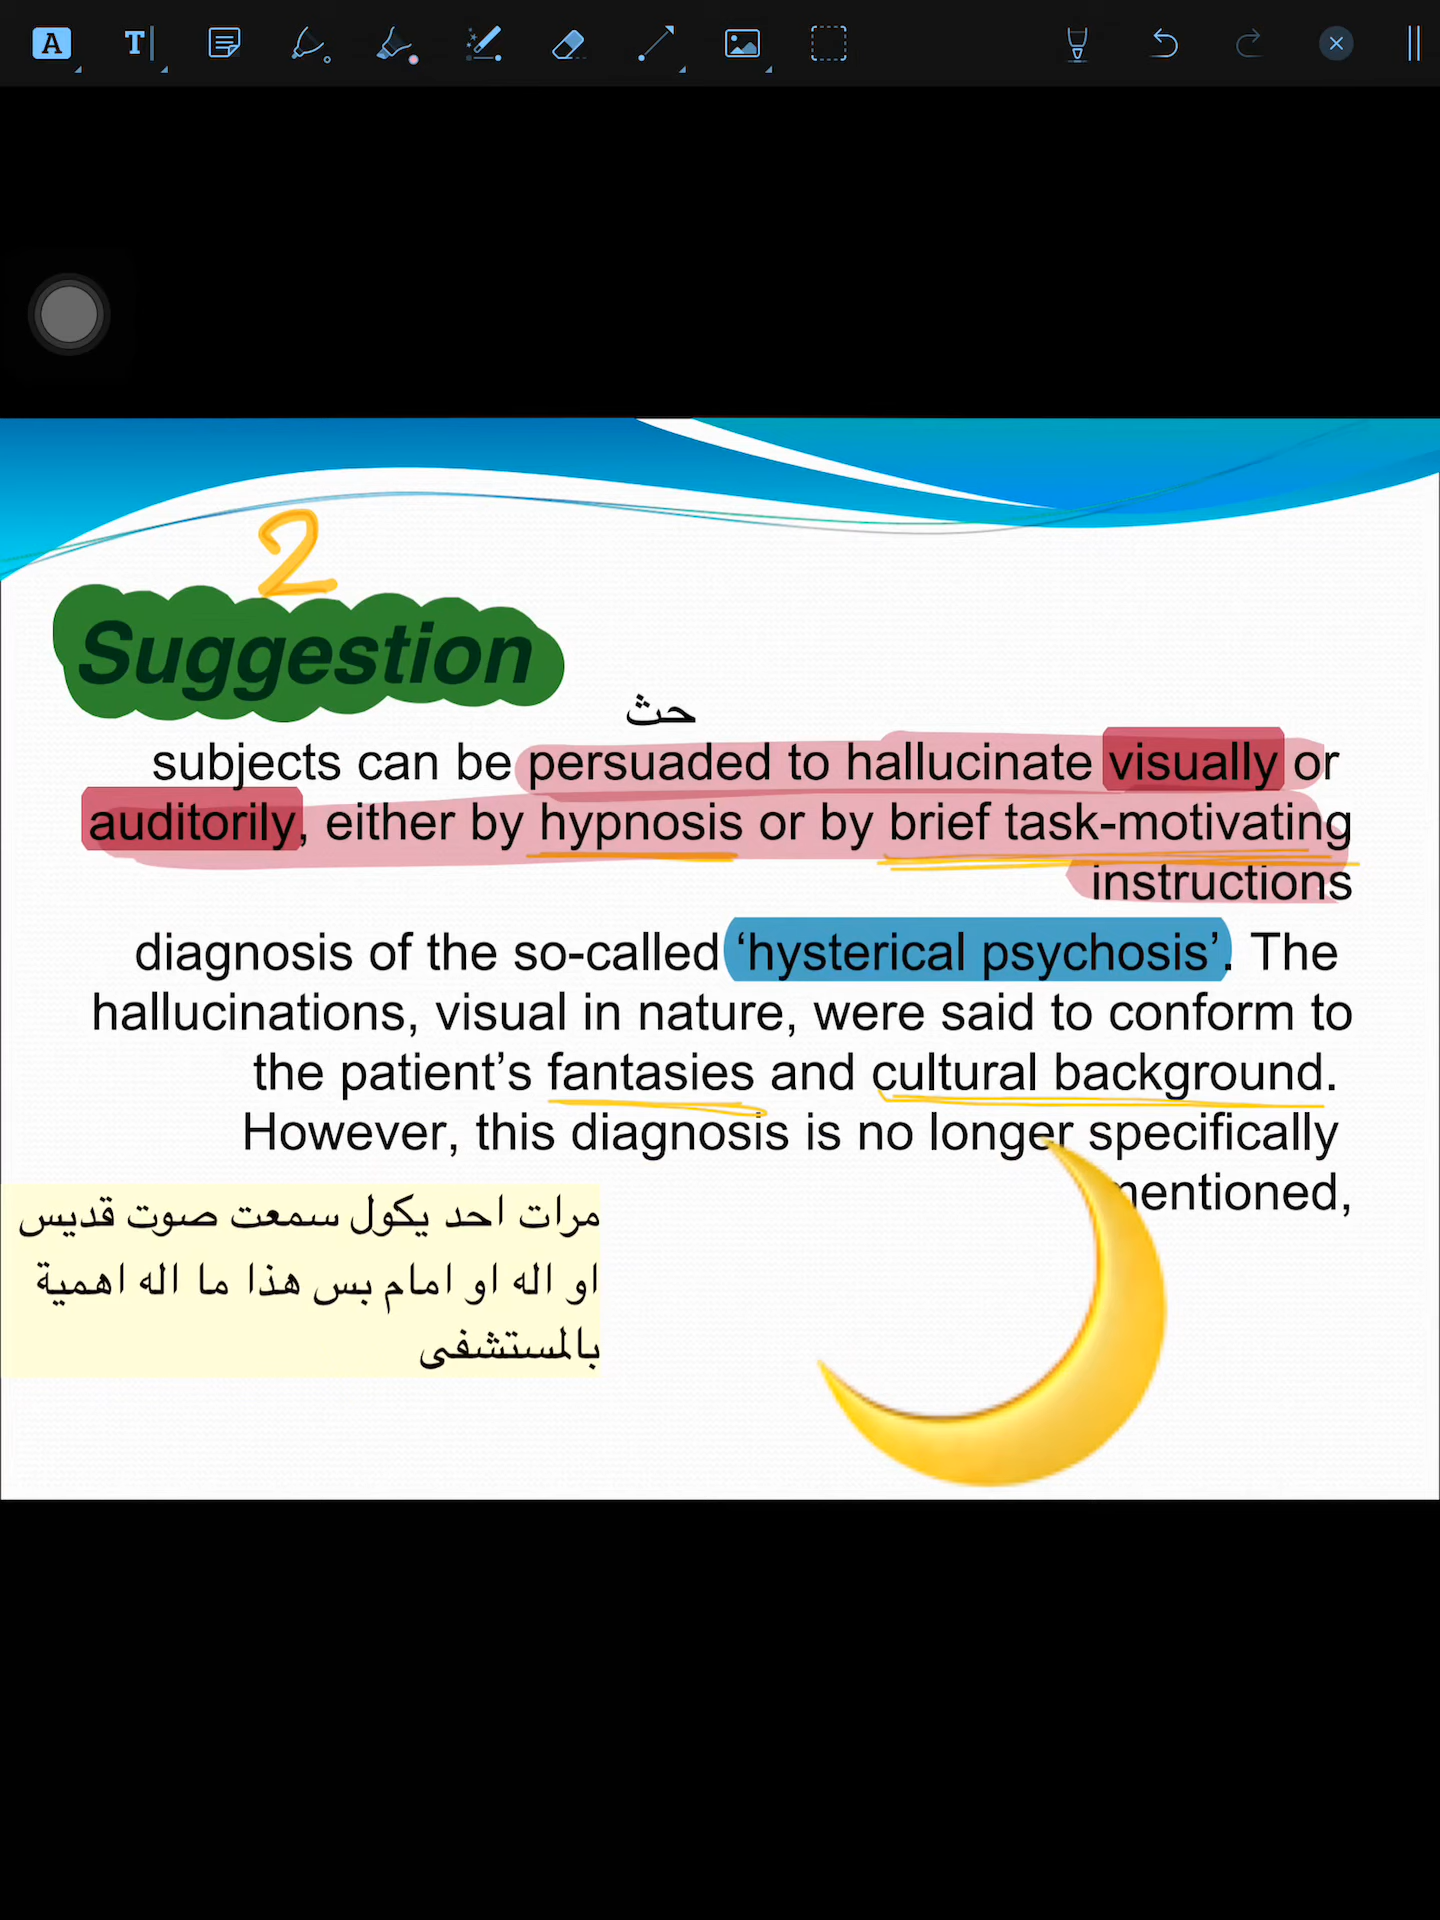 A
T
2
Suggestion
حث
subjects can be persuaded to hallucinate visually or
auditorily, either by hypnosis or by brief task-motivating
instructions
diagnosis of the so-called ‘hysterical psychosis’. The
hallucinations, visual in nature, were said to conform to
the patient’s fantasies and cultural background.
However, this diagnosis is no longer specifically
mentioned,
مرات احد يكول سمعت صوت قديس
او اله او امام بس هذا ما اله اهمية
بالمستشفى